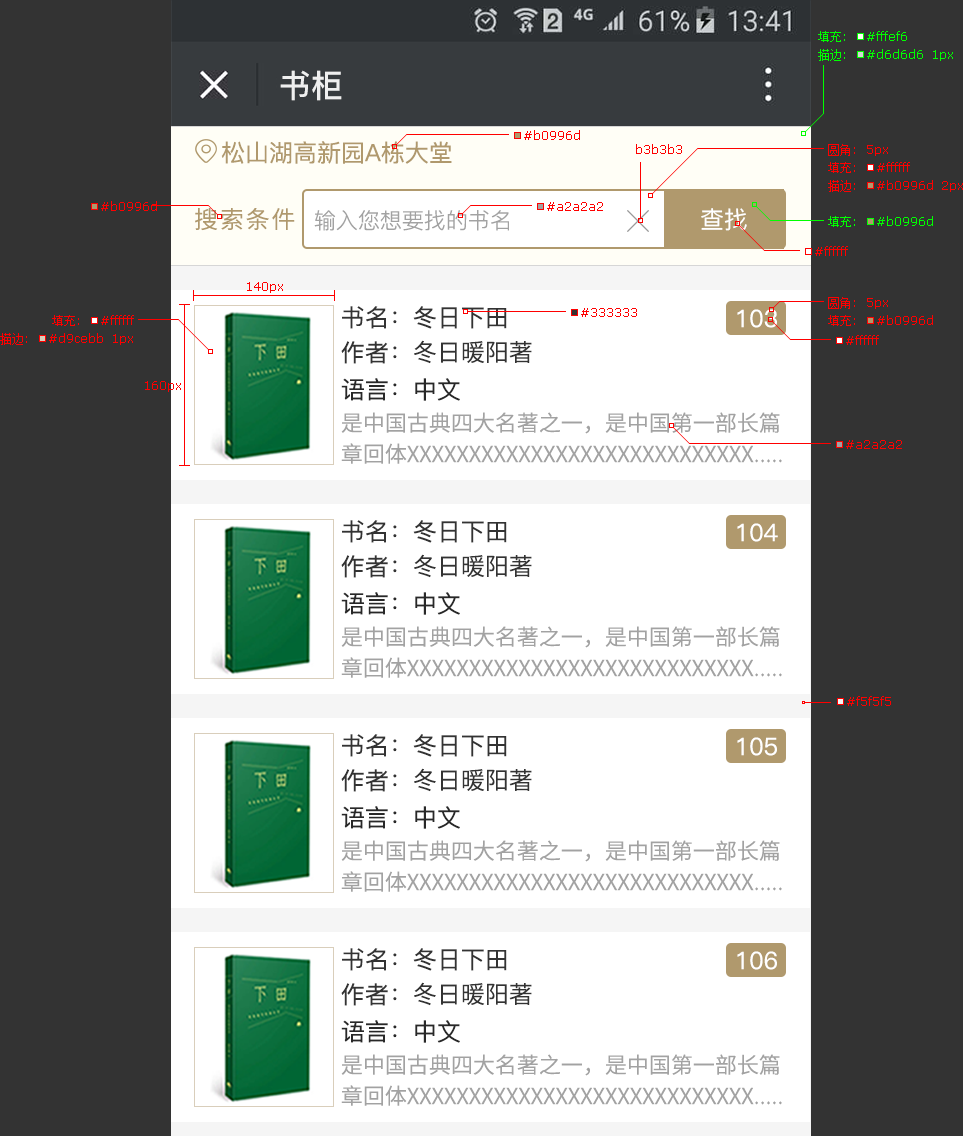 2 4G 61% 13:41
填充： #fffef6
描边： #d6d6d6 1px
书柜
#b0996d
松山湖高新园A栋大堂
b3b3b3
圆角： 5px
填充： #ffffff
描边： #b0996d 2px
#b0996d
搜索条件
输入您想要找的书名
#a2a2a2
查找
填充： #b0996d
#ffffff
140px
书名：冬日下田
#333333
103
圆角： 5px
填充： #b0996d
#ffffff
填充： #ffffff
描边： #d9cebb 1px
作者：冬日暖阳著
160px
下田
语言：中文
是中国古典四大名著之一，是中国第一部长篇
章回体XXXXXXXXXXXXXXXXXXXXXXXXXXXX.....
#a2a2a2
书名：冬日下田
104
作者：冬日暖阳著
下田
语言：中文
是中国古典四大名著之一，是中国第一部长篇
章回体XXXXXXXXXXXXXXXXXXXXXXXXXXXX.....
#f5f5f5
书名：冬日下田
105
作者：冬日暖阳著
下田
语言：中文
是中国古典四大名著之一，是中国第一部长篇
章回体XXXXXXXXXXXXXXXXXXXXXXXXXXXX.....
书名：冬日下田
106
作者：冬日暖阳著
下田
语言：中文
是中国古典四大名著之一，是中国第一部长篇
章回体XXXXXXXXXXXXXXXXXXXXXXXXXXXX.....